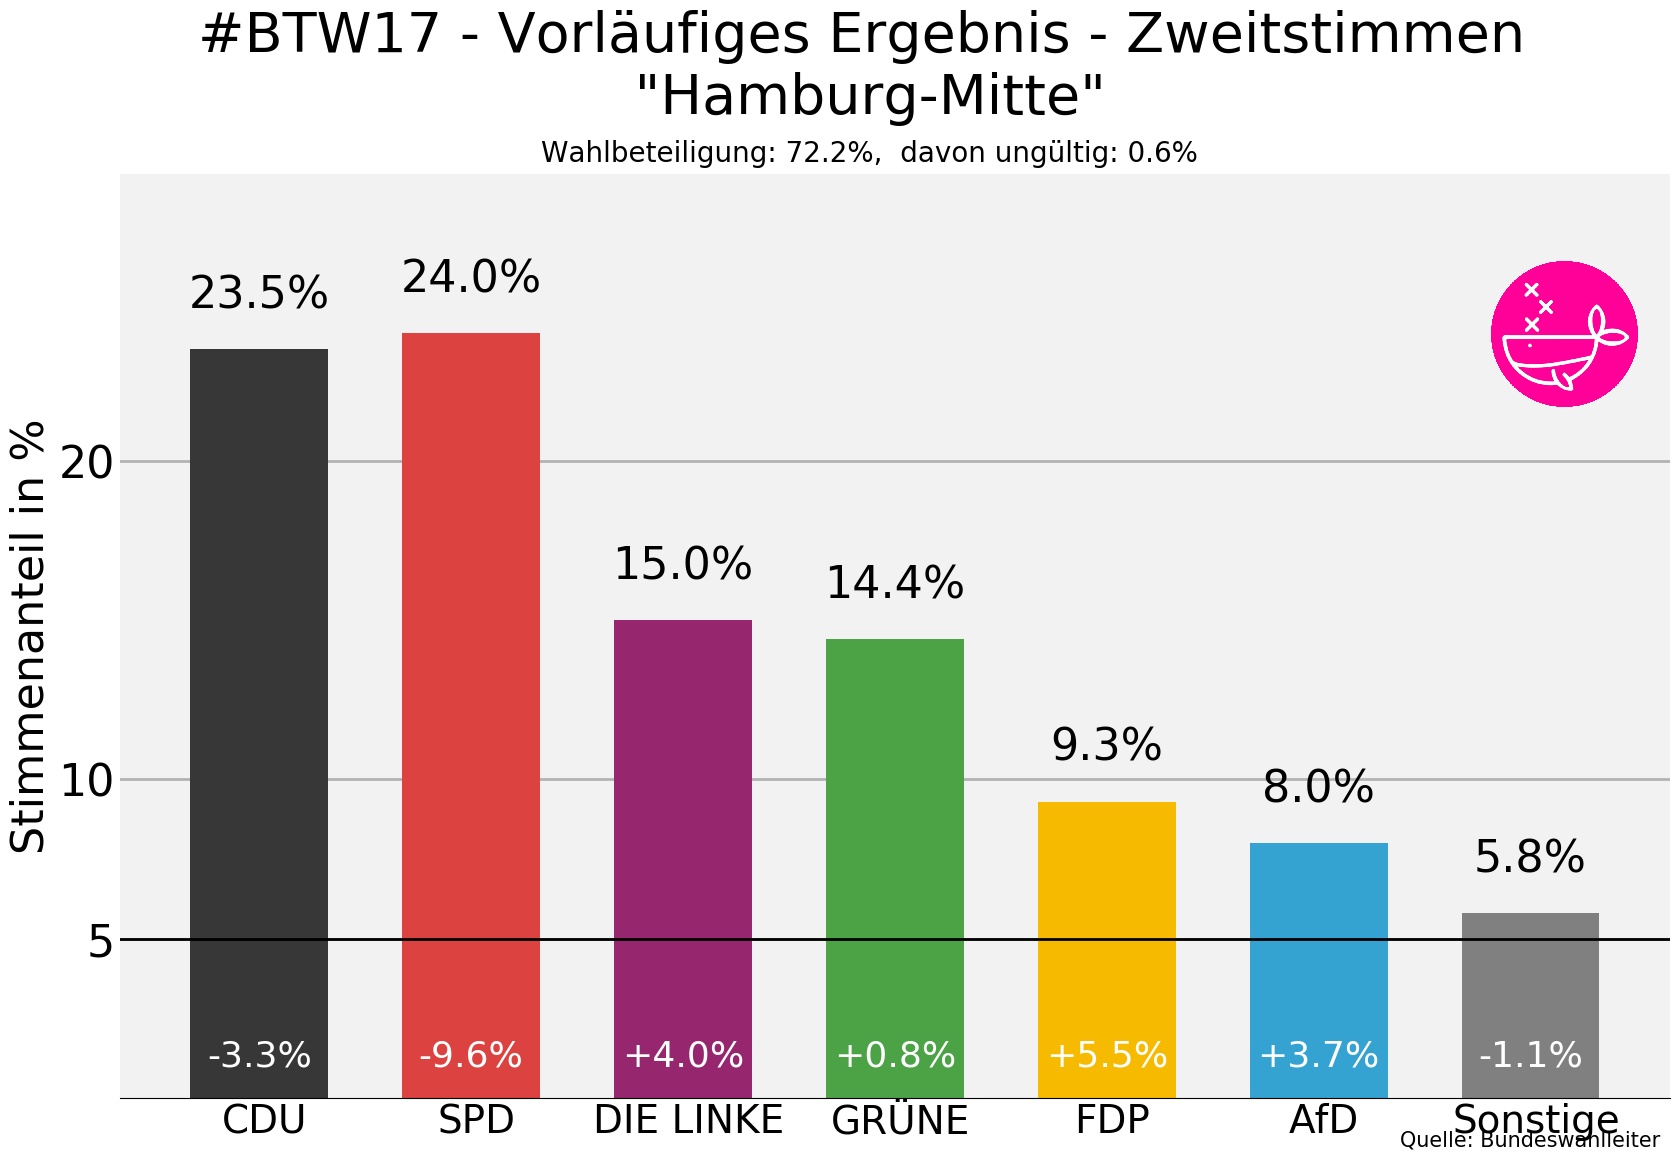 #BTW17 - Vorläufiges Ergebnis - Zweitstimmen
"Hamburg-Mitte"
Wahlbeteiligung: 72.2%,  davon ungültig: 0.6%
Stimmenanteil in %
20
10
5
23.5%
24.0%
15.0%
14.4%
9.3%
8.0%
5.8%
-3.3%
-9.6%
+4.0%
+0.8%
+5.5%
+3.7%
-1.1%
CDU
SPD
DIE LINKE
GRÜNE
FDP
AfD
Sonstige
Quelle: Bundeswahlleiter